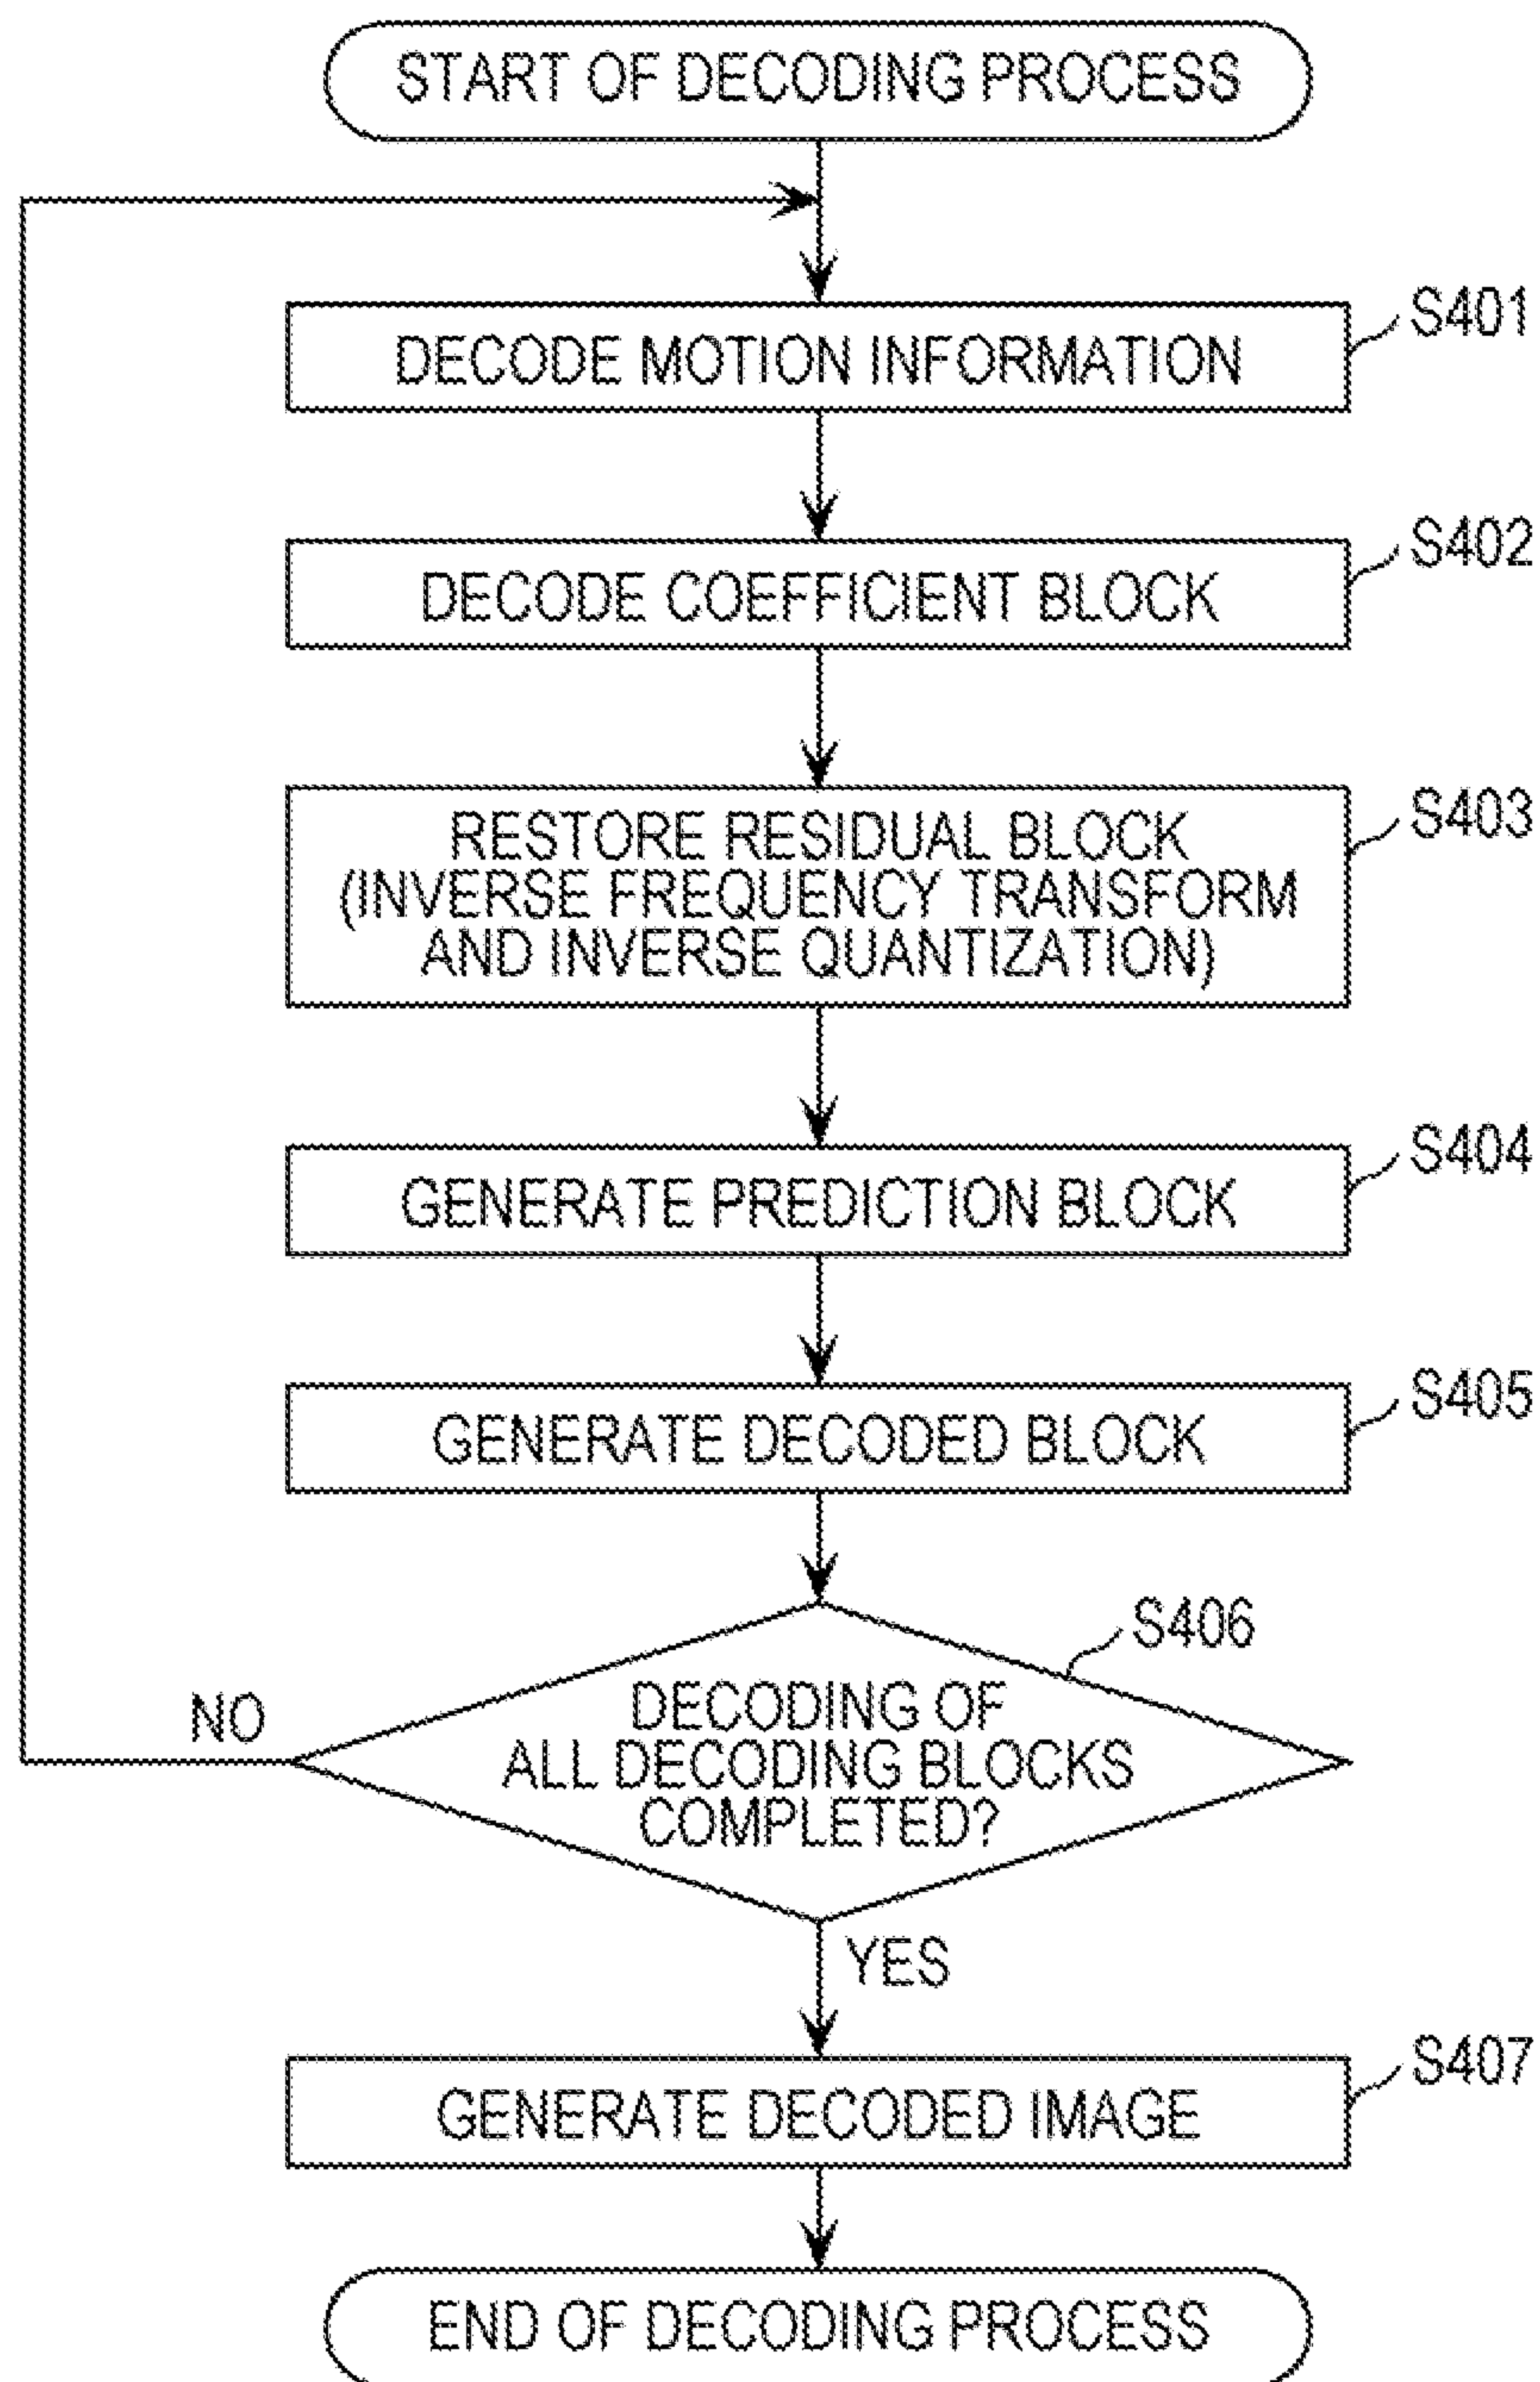 START OF DECODING PROCESS
S401
DECODE MOTION INFORMATION
S402
DECODE COEFFICIENT BLOCK
S403
RESTORE RESIDUAL BLOCK
(INVERSE FREQUENCY TRANSFORM
AND INVERSE QUANTIZATION)
S404
GENERATE PREDICTION BLOCK
S405
GENERATE DECODED BLOCK
S406
NO
DECODING OF
ALL DECODING BLOCKS
COMPLETED?
YES
S407
GENERATE DECODED IMAGE
END OF DECODING PROCESS